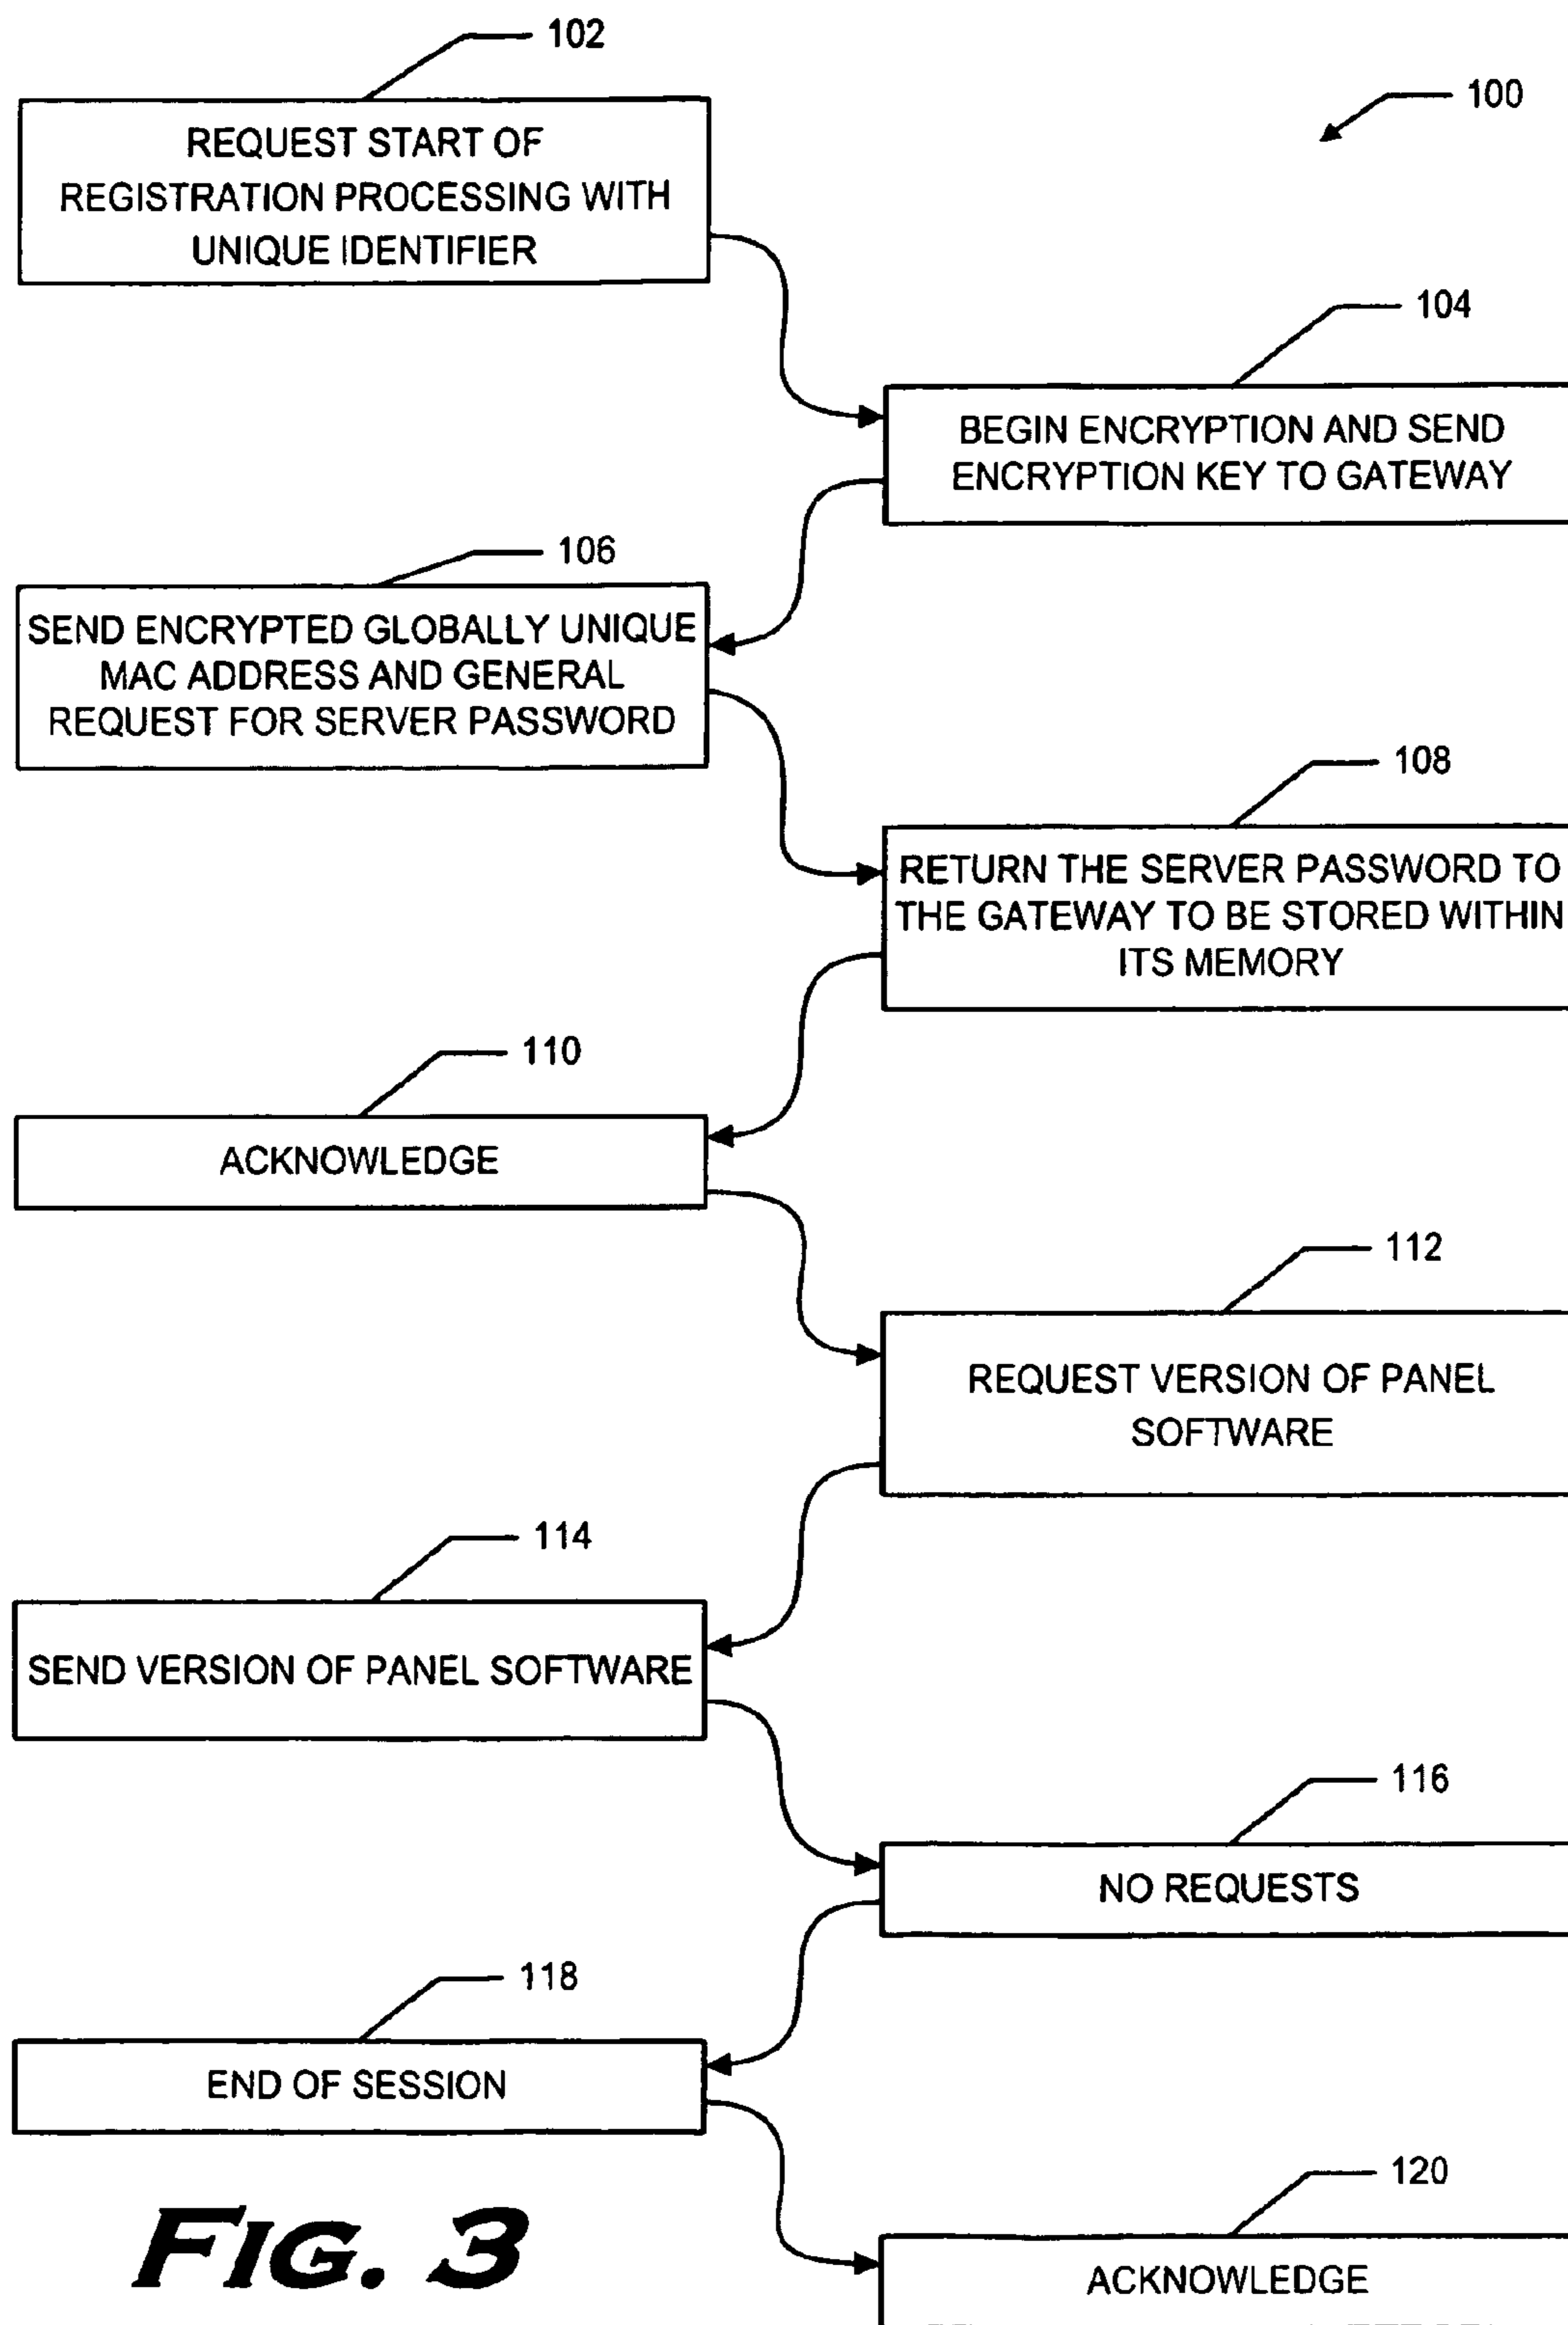 102
100
REQUEST START OF
REGISTRATION PROCESSING WITH
UNIQUE IDENTIFIER
104
BEGIN ENCRYPTION AND SEND
ENCRYPTION KEY TO GATEWAY
106
SEND ENCRYPTED GLOBALLY UNIQUE
MAC ADDRESS AND GENERAL
REQUEST FOR SERVER PASSWORD
108
RETURN THE SERVER PASSWORD TO
THE GATEWAY TO BE STORED WITHIN
ITS MEMORY
110
ACKNOWLEDGE
112
REQUEST VERSION OF PANEL
SOFTWARE
114
SEND VERSION OF PANEL SOFTWARE
116
NO REQUESTS
118
END OF SESSION
120
ACKNOWLEDGE
FIG. 3